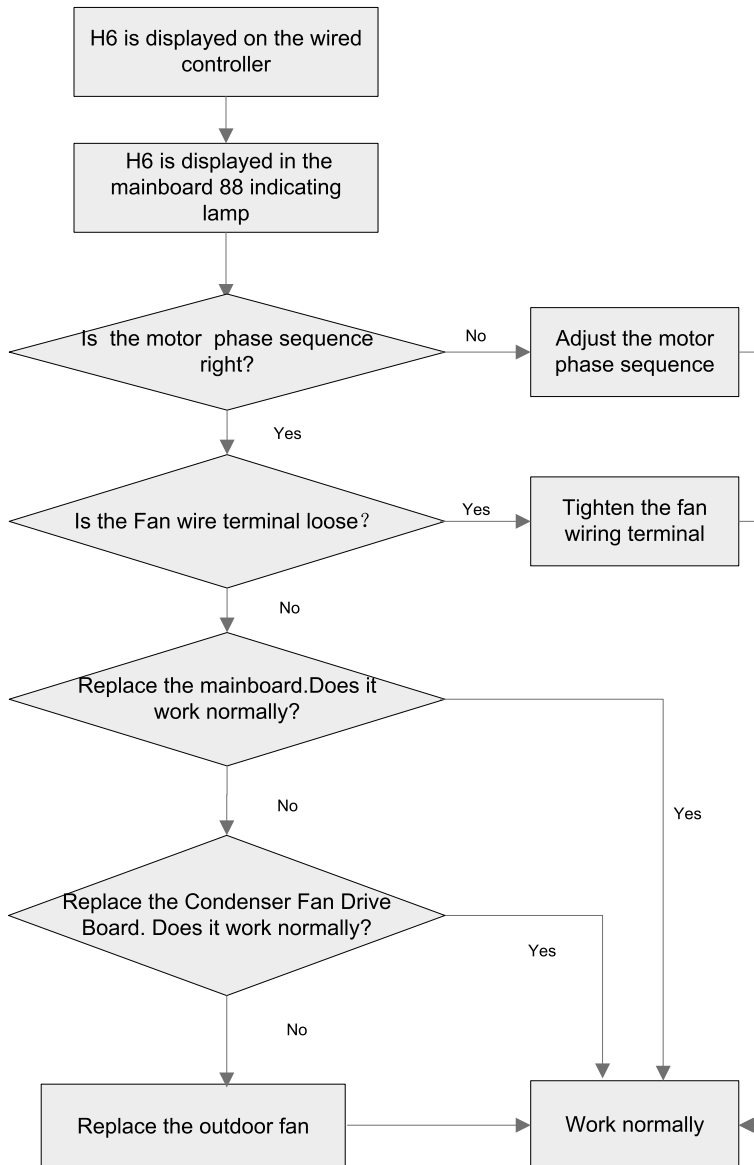 H6 is displayed on the wired
controller
H6 is displayed in the
mainboard 88 indicating
lamp
Is  the motor  phase sequence
right?
No
Adjust the motor
phase sequence
Yes
Is the Fan wire terminal loose？
Yes
Tighten the fan
wiring terminal
No
Replace the mainboard.Does it
work normally?
No
Yes
Replace the Condenser Fan Drive
Board. Does it work normally?
Yes
No
Replace the outdoor fan
Work normally